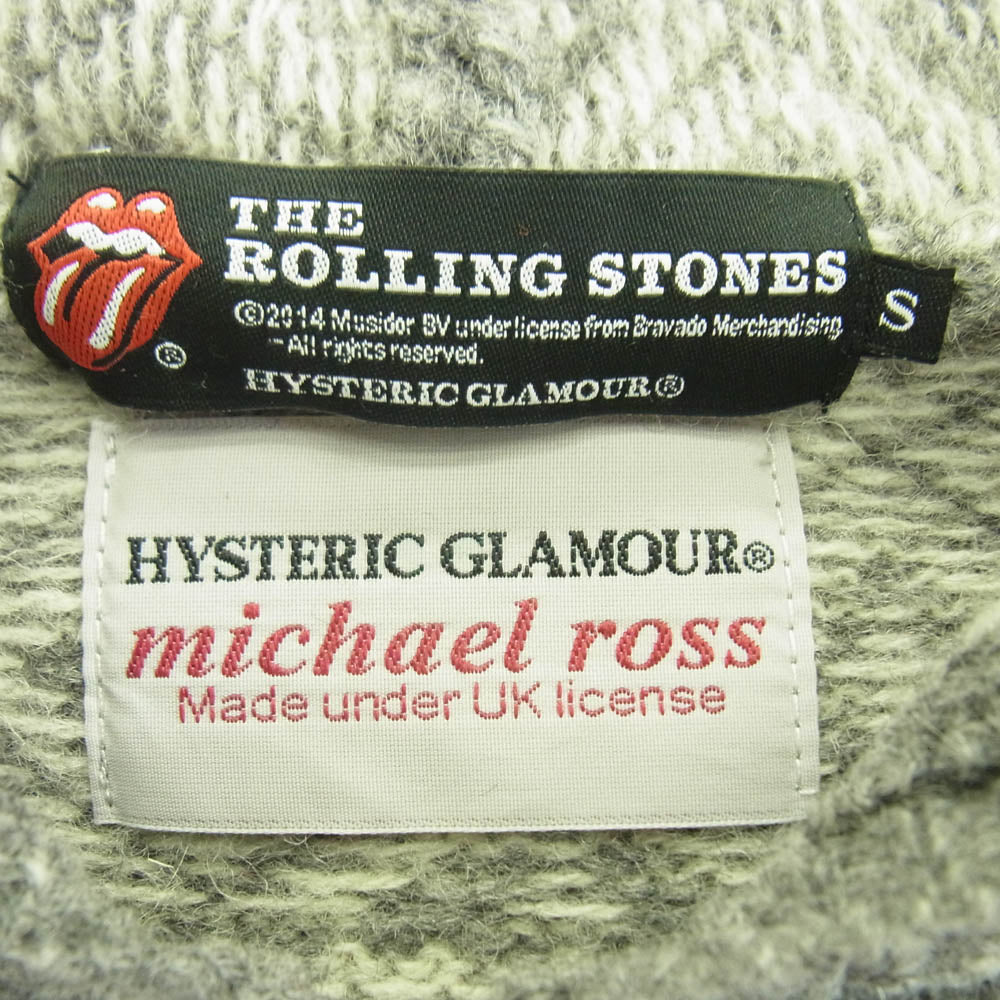 THE
ROLLING STONES
©2014 Musidor BV under license from Bravado Merchandising.
-All rights reserved.
®
HYSTERIC GLAMOUR®
S
HYSTERIC GLAMOUR®
michael ross
Made under UK license